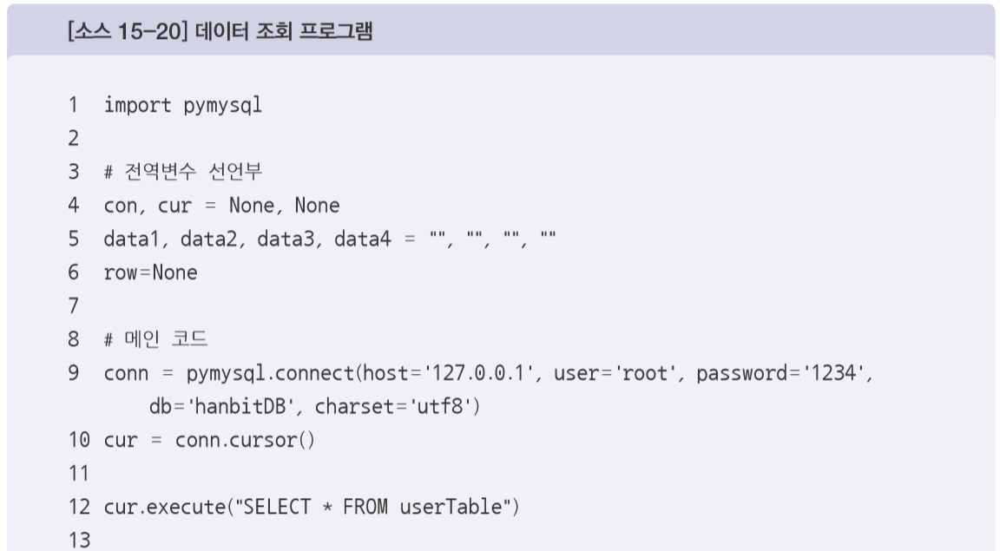 [소스 15–20] 데이터 조회 프로그램
1 import pymysql
2
3 # 전역변수 선언부
4 con, cur = None, None
5 data1, data2, data3, data4 = "", "", "", ""
6 row=None
7
8 # 메인 코드
9 conn = pymysql.connect(host='127.0.0.1', user='root', password='1234',
db='hanbitDB', charset='utf8')
10 cur = conn.cursor()
11
12 cur.execute("SELECT * FROM userTable")
13